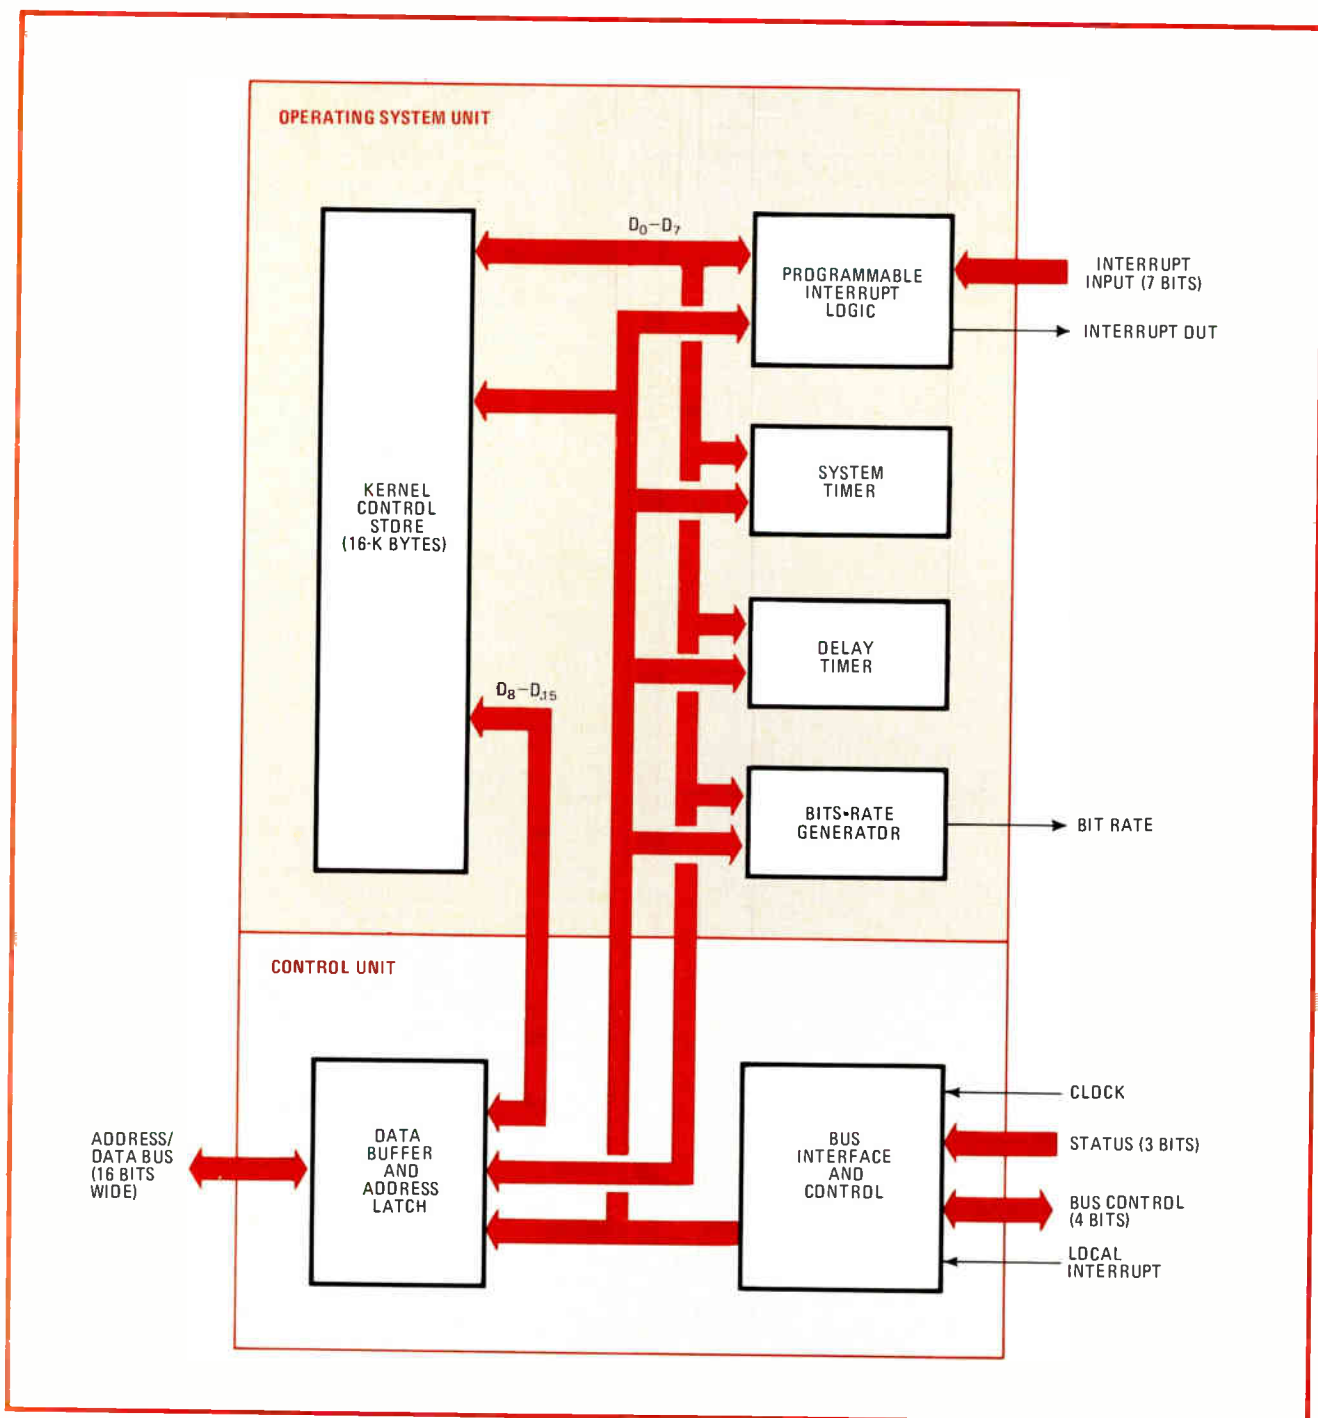 OPERATING SYSTEM UNIT
D0–D7
PROGRAMMABLE
INTERRUPT
LOGIC
INTERRUPT
INPUT (7 BITS)
INTERRUPT OUT
KERNEL
CONTROL
STORE
(16-K BYTES)
SYSTEM
TIMER
DELAY
TIMER
D8–D15
BITS-RATE
GENERATOR
BIT RATE
CONTROL UNIT
ADDRESS/
DATA BUS
(16 BITS
WIDE)
DATA
BUFFER
AND
ADDRESS
LATCH
BUS
INTERFACE
AND
CONTROL
CLOCK
STATUS (3 BITS)
BUS CONTROL
(4 BITS)
LOCAL
INTERRUPT